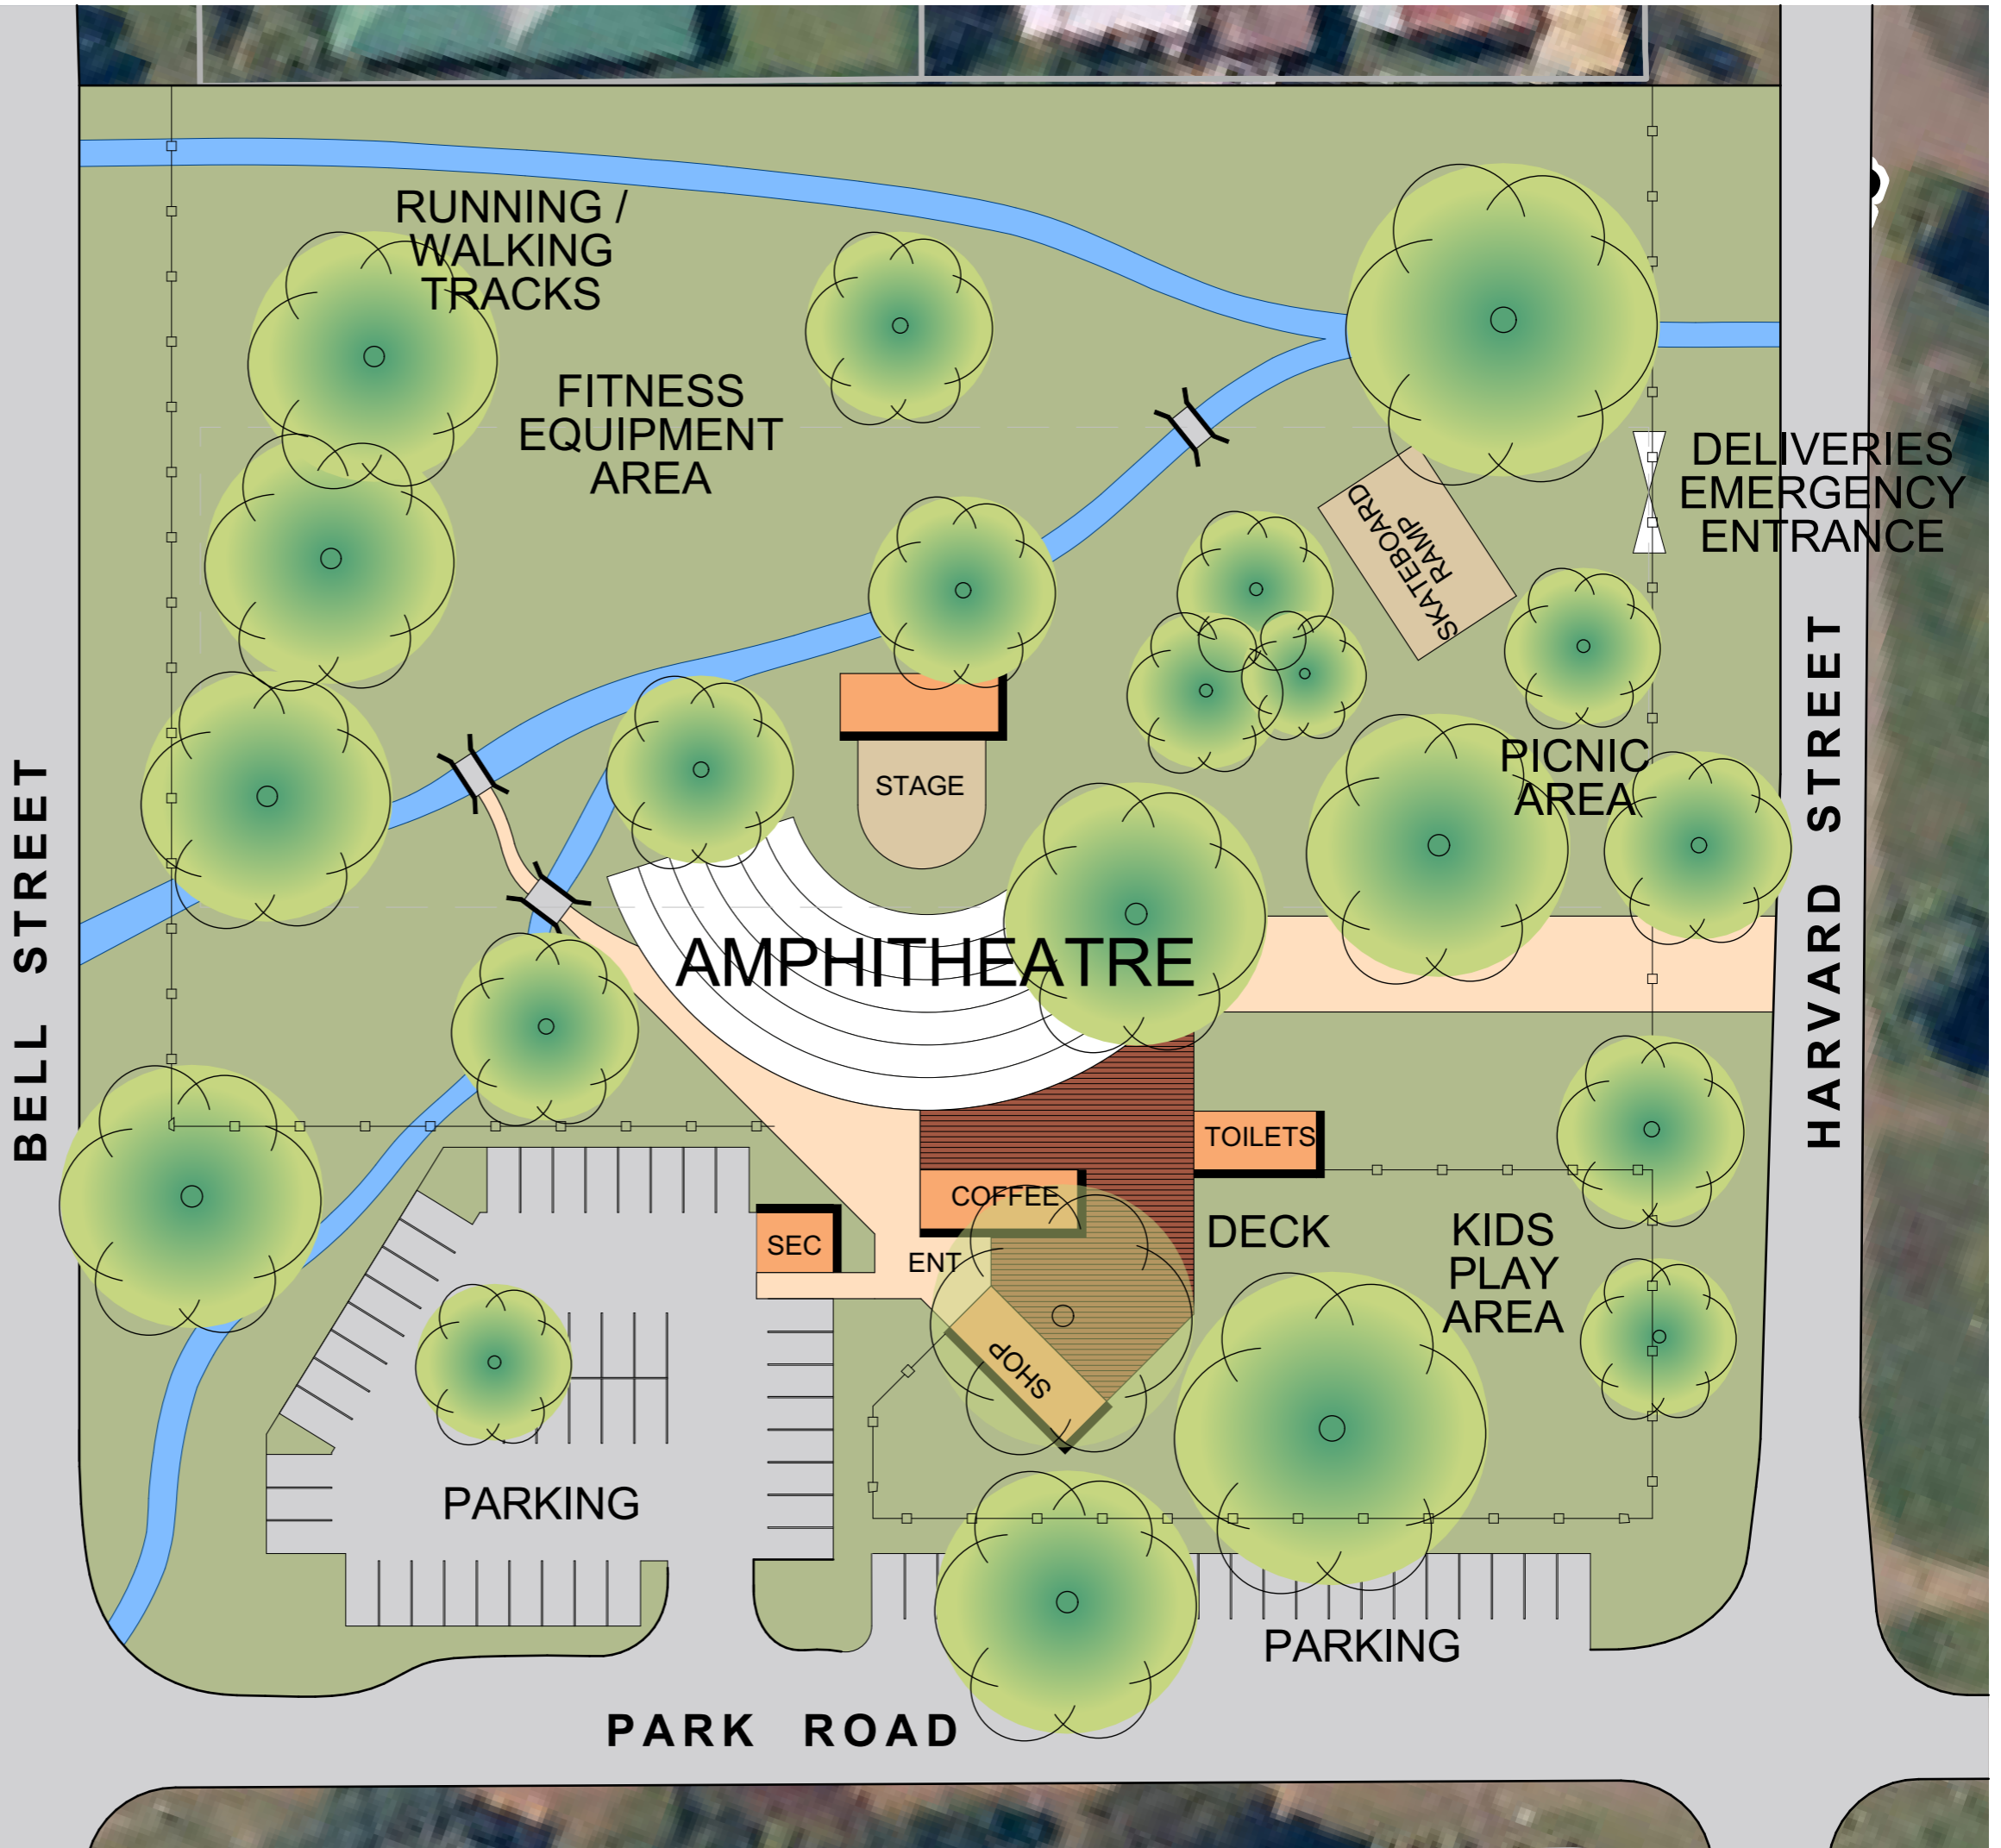 RUNNING /
WALKING
TRACKS
FITNESS
EQUIPMENT
AREA
DELIVERIES
EMERGENCY
ENTRANCE
SKATEBOARD
RAMP
BELL STREET
HARVARD STREET
PICNIC
AREA
STAGE
AMPHITHEATRE
TOILETS
COFFEE
SEC
ENT
DECK
KIDS
PLAY
AREA
SHOP
PARKING
PARKING
PARK ROAD